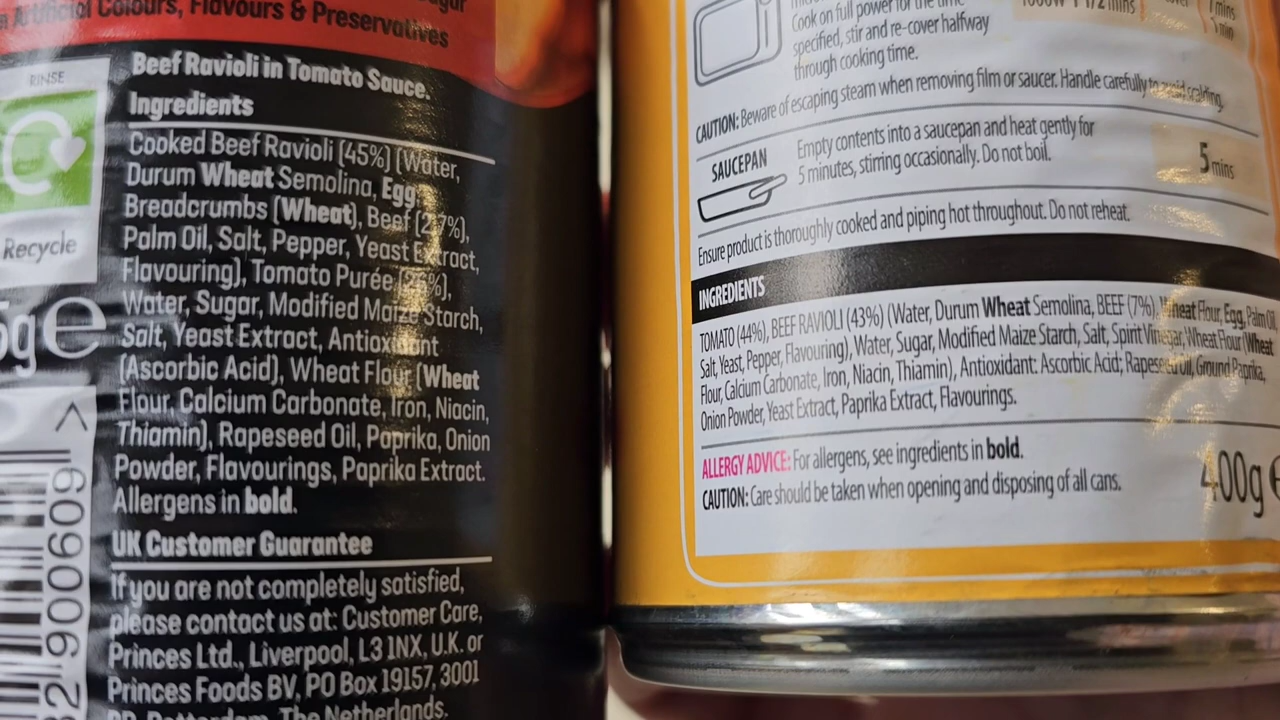 Artificial Colours, Flavours & Preservatives
RINSE
Recycle
Beef Ravioli in Tomato Sauce.
Ingredients
Cooked Beef Ravioli (45%) (Water,
Durum Wheat Semolina, Egg,
Breadcrumbs (Wheat), Beef (2.7%),
Palm Oil, Salt, Pepper, Yeast Extract,
Flavouring), Tomato Purée (26%),
Water, Sugar, Modified Maize Starch,
Salt, Yeast Extract, Antioxidant
(Ascorbic Acid), Wheat Flour (Wheat
Flour, Calcium Carbonate, Iron, Niacin,
Thiamin), Rapeseed Oil, Paprika, Onion
Powder, Flavourings, Paprika Extract.
Allergens in bold.
UK Customer Guarantee
If you are not completely satisfied,
please contact us at: Customer Care,
Princes Ltd., Liverpool, L3 1NX, U.K. or
Princes Foods BV, PO Box 19157, 3001
Rotterdam, The Netherlands.
5g e
900609 >
Cook on full power for the time
specified, stir and re-cover halfway
through cooking time.
CAUTION: Beware of escaping steam when removing film or saucer. Handle carefully to avoid scalding.
SAUCEPAN
Empty contents into a saucepan and heat gently for
5 minutes, stirring occasionally. Do not boil.
5 mins
Ensure product is thoroughly cooked and piping hot throughout. Do not reheat.
INGREDIENTS
TOMATO (44%), BEEF RAVIOLI (43%) (Water, Durum Wheat Semolina, BEEF (7%), Wheat Flour, Egg, Palm Oil
Salt, Yeast, Pepper, Flavouring), Water, Sugar, Modified Maize Starch, Salt, Spirit Vinegar, Wheat Flour (Wheat
Flour, Calcium Carbonate, Iron, Niacin, Thiamin), Antioxidant: Ascorbic Acid; Rapeseed Oil, Ground Paprika,
Onion Powder, Yeast Extract, Paprika Extract, Flavourings.
ALLERGY ADVICE: For allergens, see ingredients in bold.
CAUTION: Care should be taken when opening and disposing of all cans.
400g e